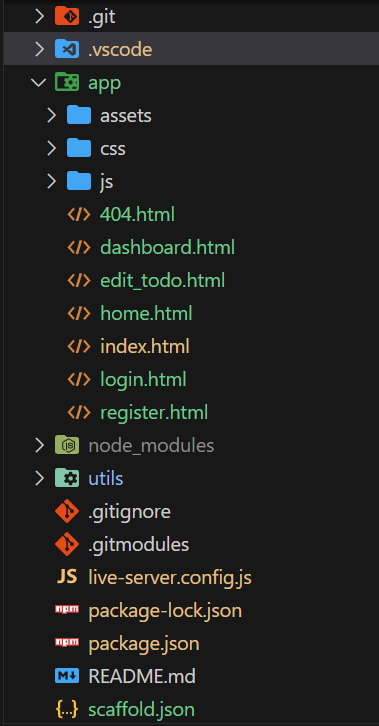 .git
.vscode
app
assets
css
js
404.html
dashboard.html
edit_todo.html
home.html
index.html
login.html
register.html
node_modules
utils
.gitignore
.gitmodules
JS live-server.config.js
npm package-lock.json
npm package.json
README.md
{..} scaffold.json